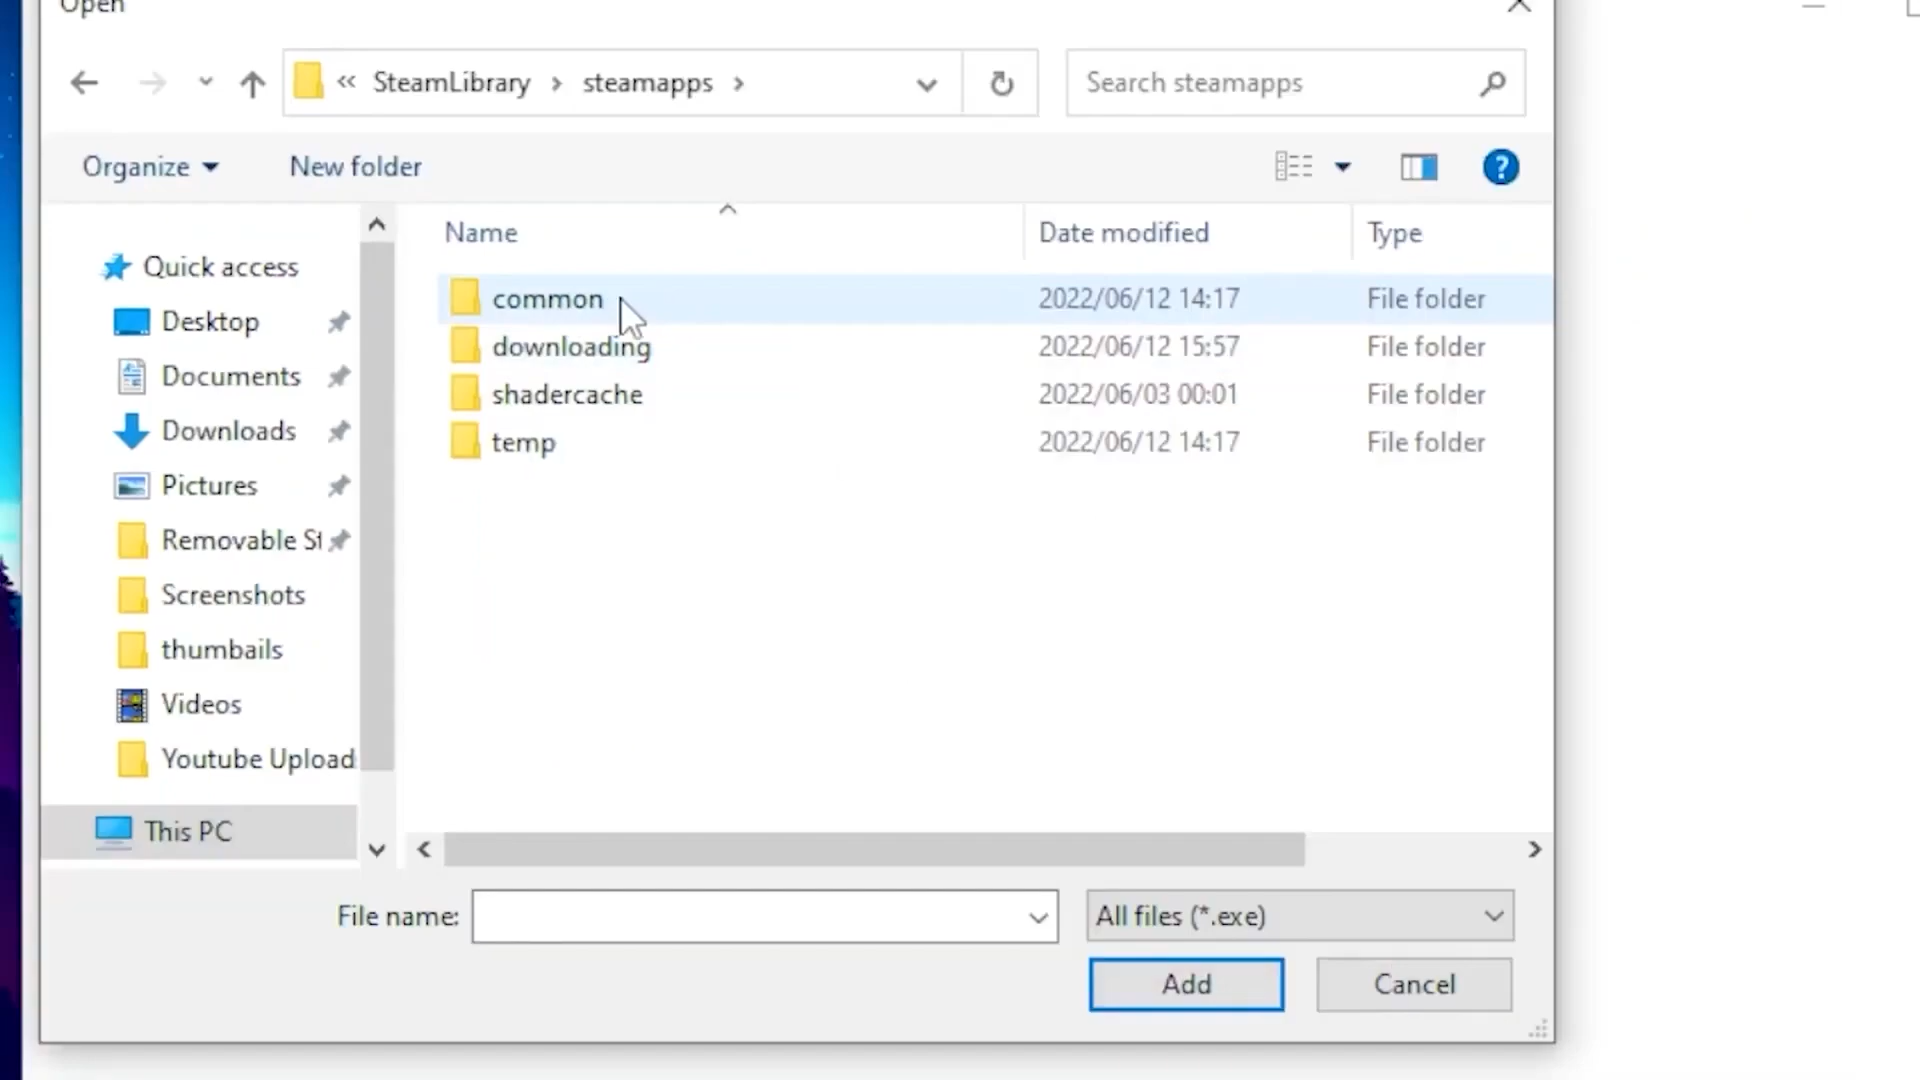 Open
« SteamLibrary › steamapps ›
Search steamapps
Organize
New folder
?
Name
Date modified
Type
Quick access
Desktop
Documents
Downloads
Pictures
Removable St
Screenshots
thumbails
Videos
Youtube Upload
This PC
common 2022/06/12 14:17 File folder
downloading 2022/06/12 15:57 File folder
shadercache 2022/06/03 00:01 File folder
temp 2022/06/12 14:17 File folder
File name:
All files (*.exe)
Add
Cancel